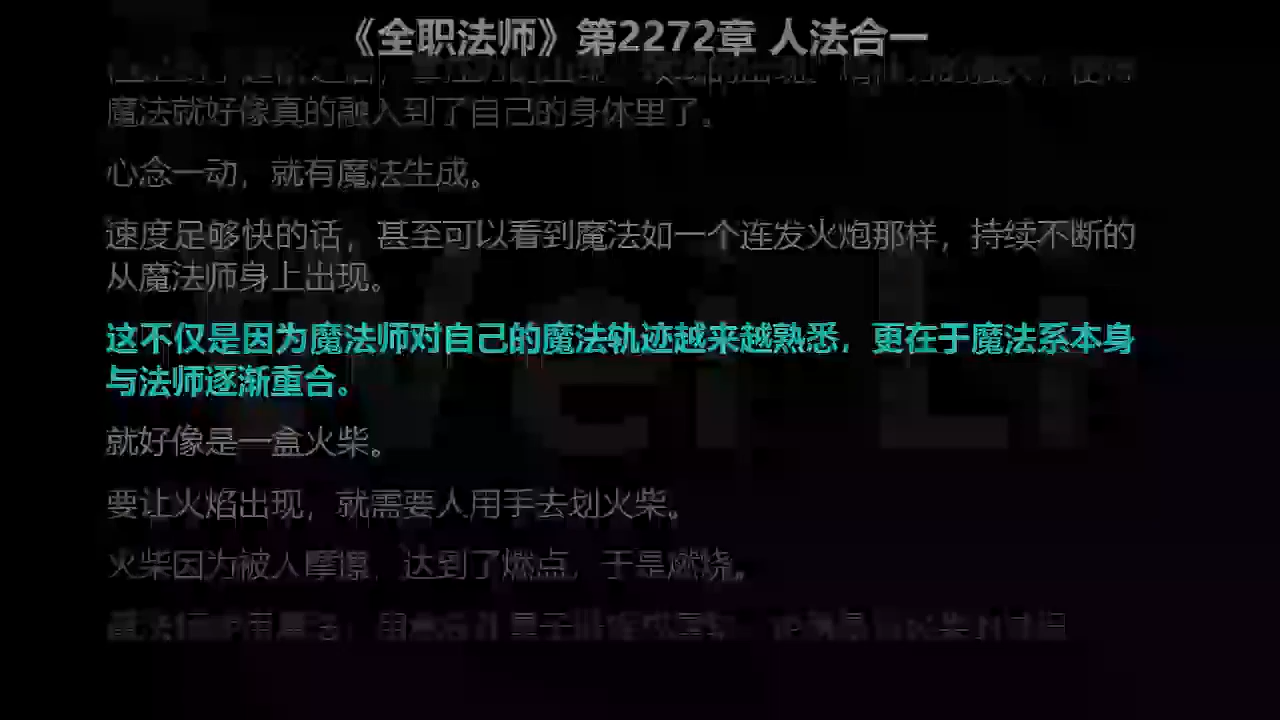 《全职法师》第2272章 人法合一
魔法就好像真的融入到了自己的身体里了。
心念一动，就有魔法生成。
速度足够快的话，甚至可以看到魔法如一个连发火炮那样，持续不断的
从魔法师身上出现。
这不仅是因为魔法师对自己的魔法轨迹越来越熟悉，更在于魔法系本身
与法师逐渐重合。
就好像是一盒火柴。
要让火焰出现，就需要人用手去划火柴。
火柴因为被人摩擦，达到了燃点，于是燃烧。
Wei Li